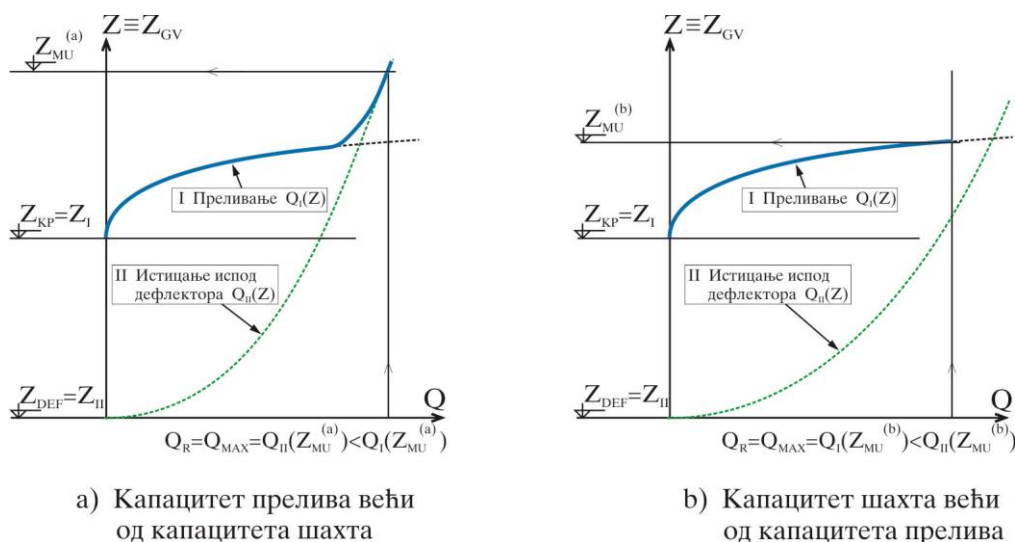 Z≡Z_GV
Z_MU^(a)
I Преливање Q_I(Z)
Z_KP=Z_I
II Истицање испод
дефлектора Q_II(Z)
Z_DEF=Z_II
Q
Q_R=Q_MAX=Q_II(Z_MU^(a))<Q_I(Z_MU^(a))
a) Капацитет прелива већи
од капацитета шахта
Z≡Z_GV
Z_MU^(b)
I Преливање Q_I(Z)
Z_KP=Z_I
II Истицање испод
дефлектора Q_II(Z)
Z_DEF=Z_II
Q
Q_R=Q_MAX=Q_I(Z_MU^(b))<Q_II(Z_MU^(b))
b) Капацитет шахта већи
од капацитета прелива